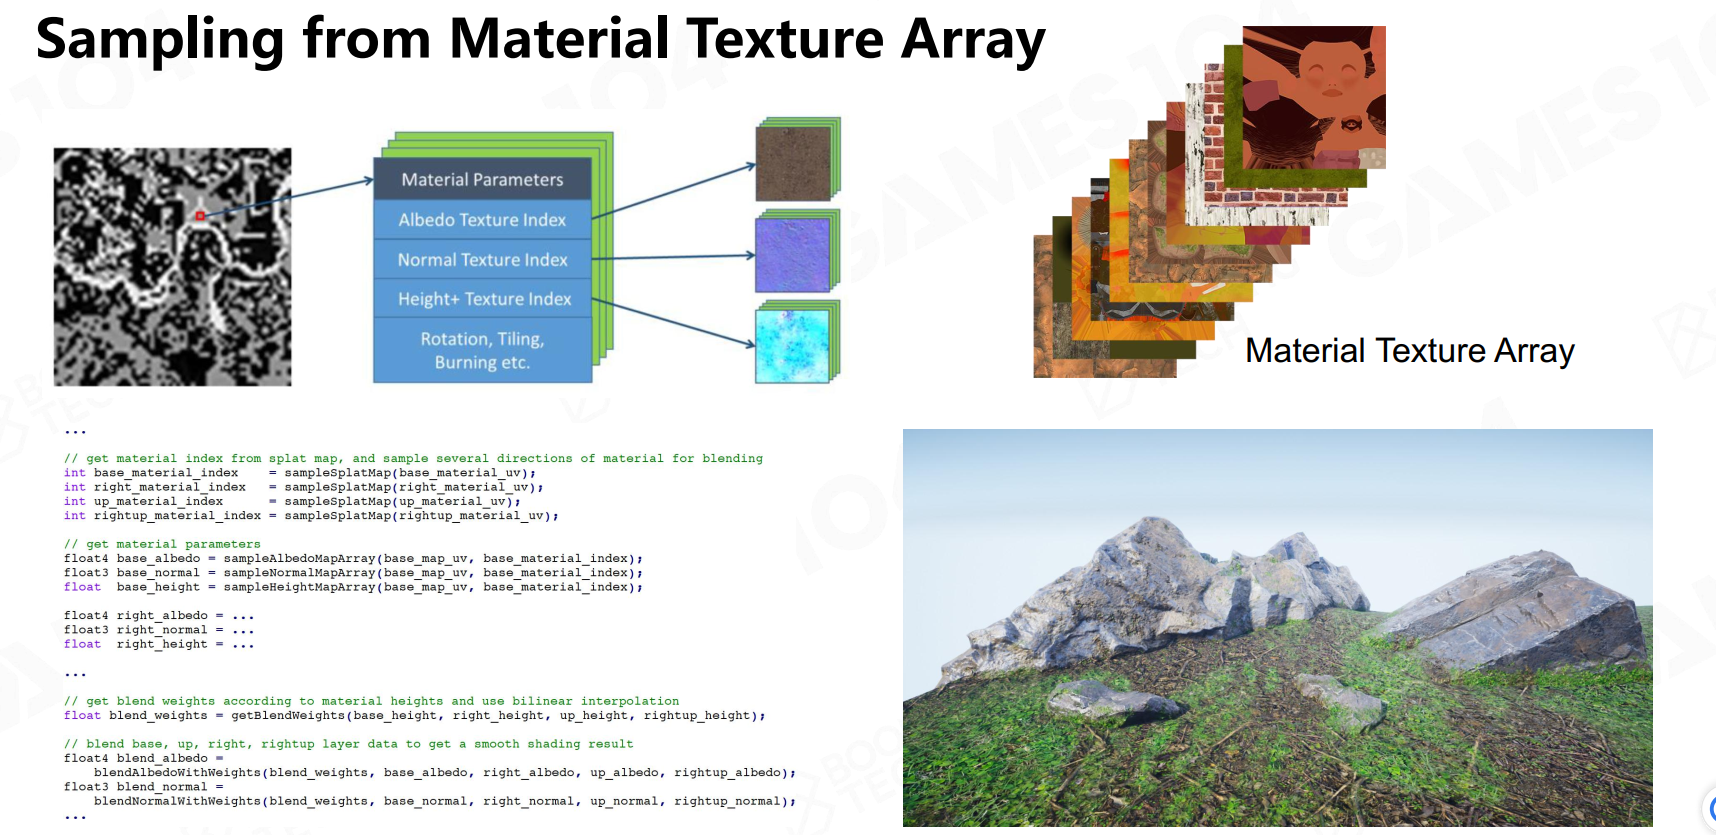 Sampling from Material Texture Array
Material Parameters
Albedo Texture Index
Normal Texture Index
Height+ Texture Index
Rotation, Tiling,
Burning etc.
Material Texture Array
...
// get material index from splat map, and sample several directions of material for blending
int base_material_index = sampleSplatMap(base_material_uv);
int right_material_index = sampleSplatMap(right_material_uv);
int up_material_index = sampleSplatMap(up_material_uv);
int rightup_material_index = sampleSplatMap(rightup_material_uv);
// get material parameters
float4 base_albedo = sampleAlbedoMapArray(base_map_uv, base_material_index);
float3 base_normal = sampleNormalMapArray(base_map_uv, base_material_index);
float base_height = sampleHeightMapArray(base_map_uv, base_material_index);
float4 right_albedo = ...
float3 right_normal = ...
float right_height = ...
...
// get blend weights according to material heights and use bilinear interpolation
float blend_weights = getBlendWeights(base_height, right_height, up_height, rightup_height);
// blend base, up, right, rightup layer data to get a smooth shading result
float4 blend_albedo =
blendAlbedoWithWeights(blend_weights, base_albedo, right_albedo, up_albedo, rightup_albedo);
float3 blend_normal =
blendNormalWithWeights(blend_weights, base_normal, right_normal, up_normal, rightup_normal);
...
GAMES104